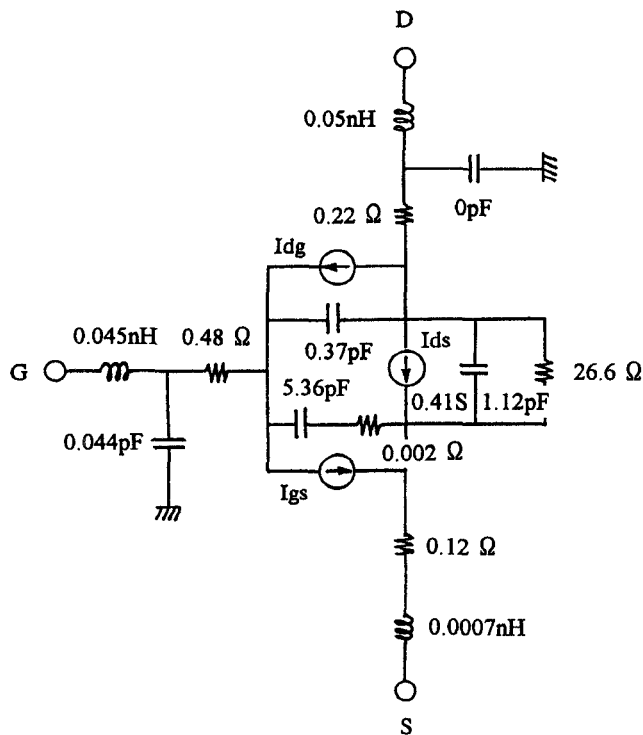 D
0.05nH
0pF
0.22 Ω
Idg
0.045nH
0.48 Ω
0.37pF
Ids
G
26.6 Ω
5.36pF
0.41S
1.12pF
0.044pF
0.002 Ω
Igs
0.12 Ω
0.0007nH
S